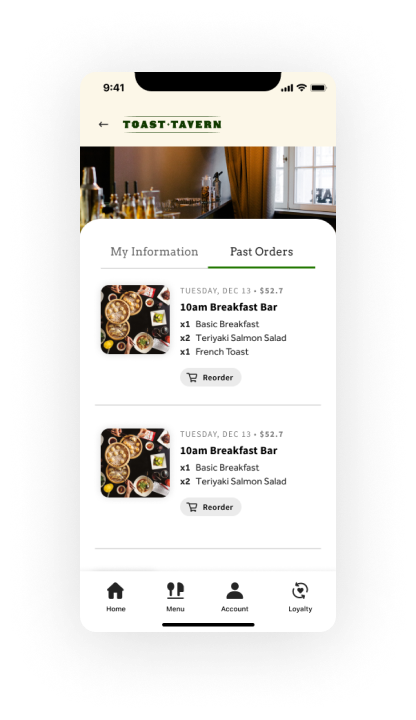 9:41
TOAST·TAVERN
My Information
Past Orders
TUESDAY, DEC 13 • $52.7
10am Breakfast Bar
x1 Basic Breakfast
x2 Teriyaki Salmon Salad
x1 French Toast
Reorder
TUESDAY, DEC 13 • $52.7
10am Breakfast Bar
x1 Basic Breakfast
x2 Teriyaki Salmon Salad
Reorder
Home
Menu
Account
Loyalty